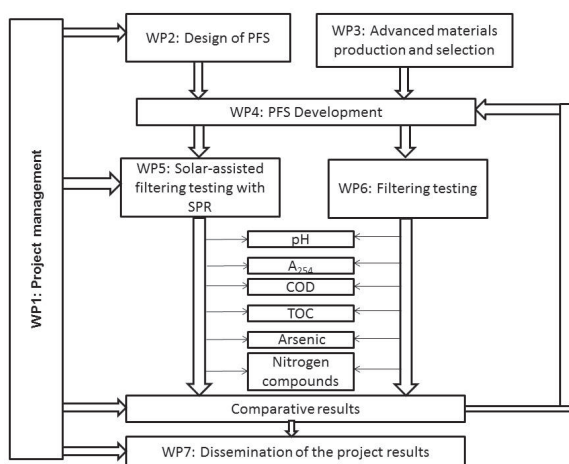 WP1: Project management
WP2: Design of PFS
WP3: Advanced materials
production and selection
WP4: PFS Development
WP5: Solar-assisted
filtering testing with
SPR
WP6: Filtering testing
pH
A254
COD
TOC
Arsenic
Nitrogen
compounds
Comparative results
WP7: Dissemination of the project results